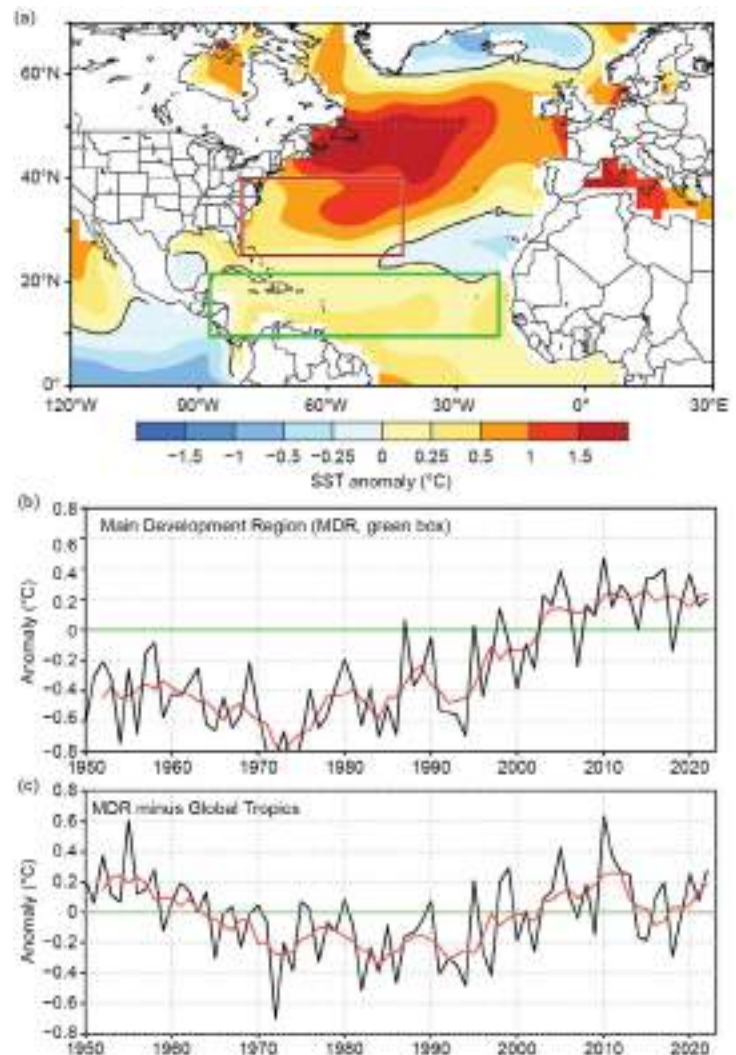 (a)
60°N
40°N
20°N
0°
120°W 90°W 60°W 30°W 0° 30°E
−1.5 −1 −0.5 −0.25 0 0.25 0.5 1 1.5
SST anomaly (°C)
(b)
Main Development Region (MDR, green box)
Anomaly (°C)
0.8
0.6
0.4
0.2
0
−0.2
−0.4
−0.6
−0.8
1950 1960 1970 1980 1990 2000 2010 2020
(c)
MDR minus Global Tropics
Anomaly (°C)
0.8
0.6
0.4
0.2
0
−0.2
−0.4
−0.6
−0.8
1950 1960 1970 1980 1990 2000 2010 2020